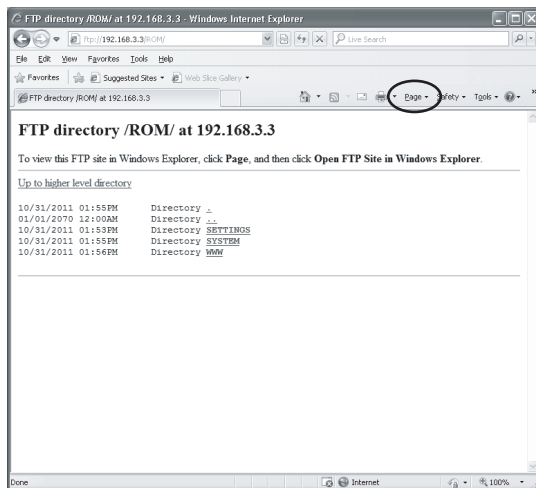 FTP directory /ROM/ at 192.168.3.3 - Windows Internet Explorer
ftp://192.168.3.3/ROM/ Live Search
File Edit View Favorites Tools Help
Favorites Suggested Sites Web Slice Gallery
FTP directory /ROM/ at 192.168.3.3 Page Safety Tools
FTP directory /ROM/ at 192.168.3.3
To view this FTP site in Windows Explorer, click Page, and then click Open FTP Site in Windows Explorer.
Up to higher level directory
10/31/2011 01:55PM Directory .
01/01/2070 12:00AM Directory ..
10/31/2011 01:53PM Directory SETTINGS
10/31/2011 01:55PM Directory SYSTEM
10/31/2011 01:56PM Directory WWW
Done Internet 100%